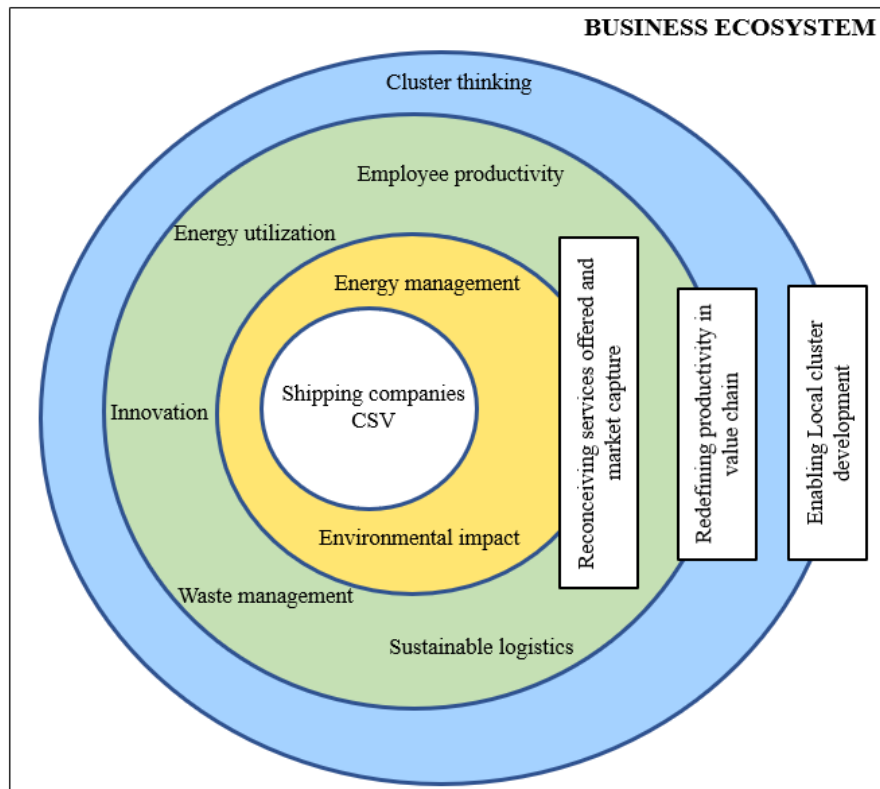 BUSINESS ECOSYSTEM
Cluster thinking
Employee productivity
Energy utilization
Energy management
Shipping companies
CSV
Innovation
Environmental impact
Waste management
Sustainable logistics
Reconceiving services offered and
market capture
Redefining productivity in
value chain
Enabling Local cluster
development